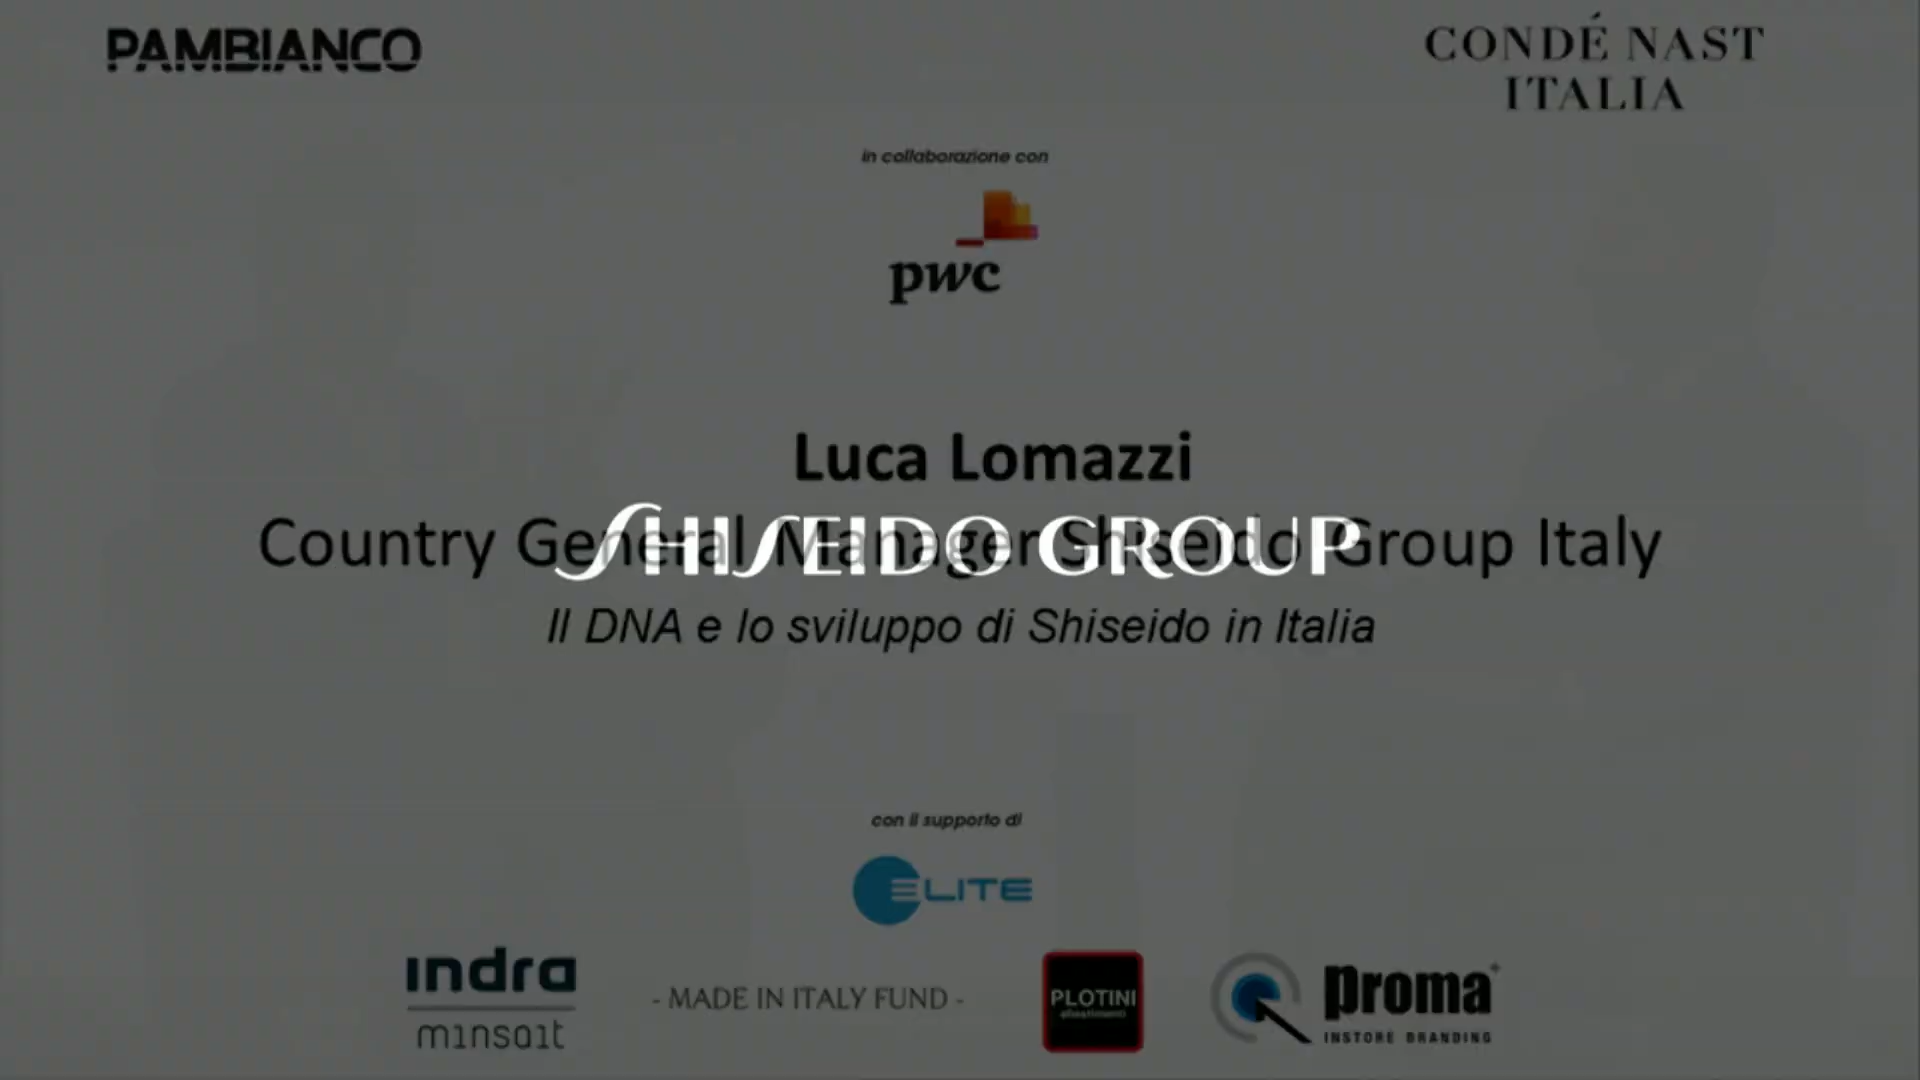 PAMBIANCO
CONDÉ NAST
ITALIA
in collaborazione con
pwc
Luca Lomazzi
Country General Manager Shiseido Group Italy
SHISEIDO GROUP
Il DNA e lo sviluppo di Shiseido in Italia
con il supporto di
ELITE
indra
minsait
- MADE IN ITALY FUND -
PLOTINI
allestimenti
proma
INSTORE BRANDING